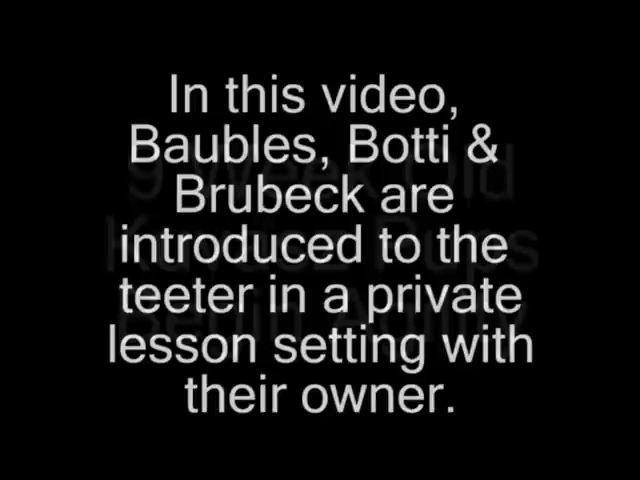 In this video,
Baubles, Botti &
Brubeck are
introduced to the
teeter in a private
lesson setting with
their owner.